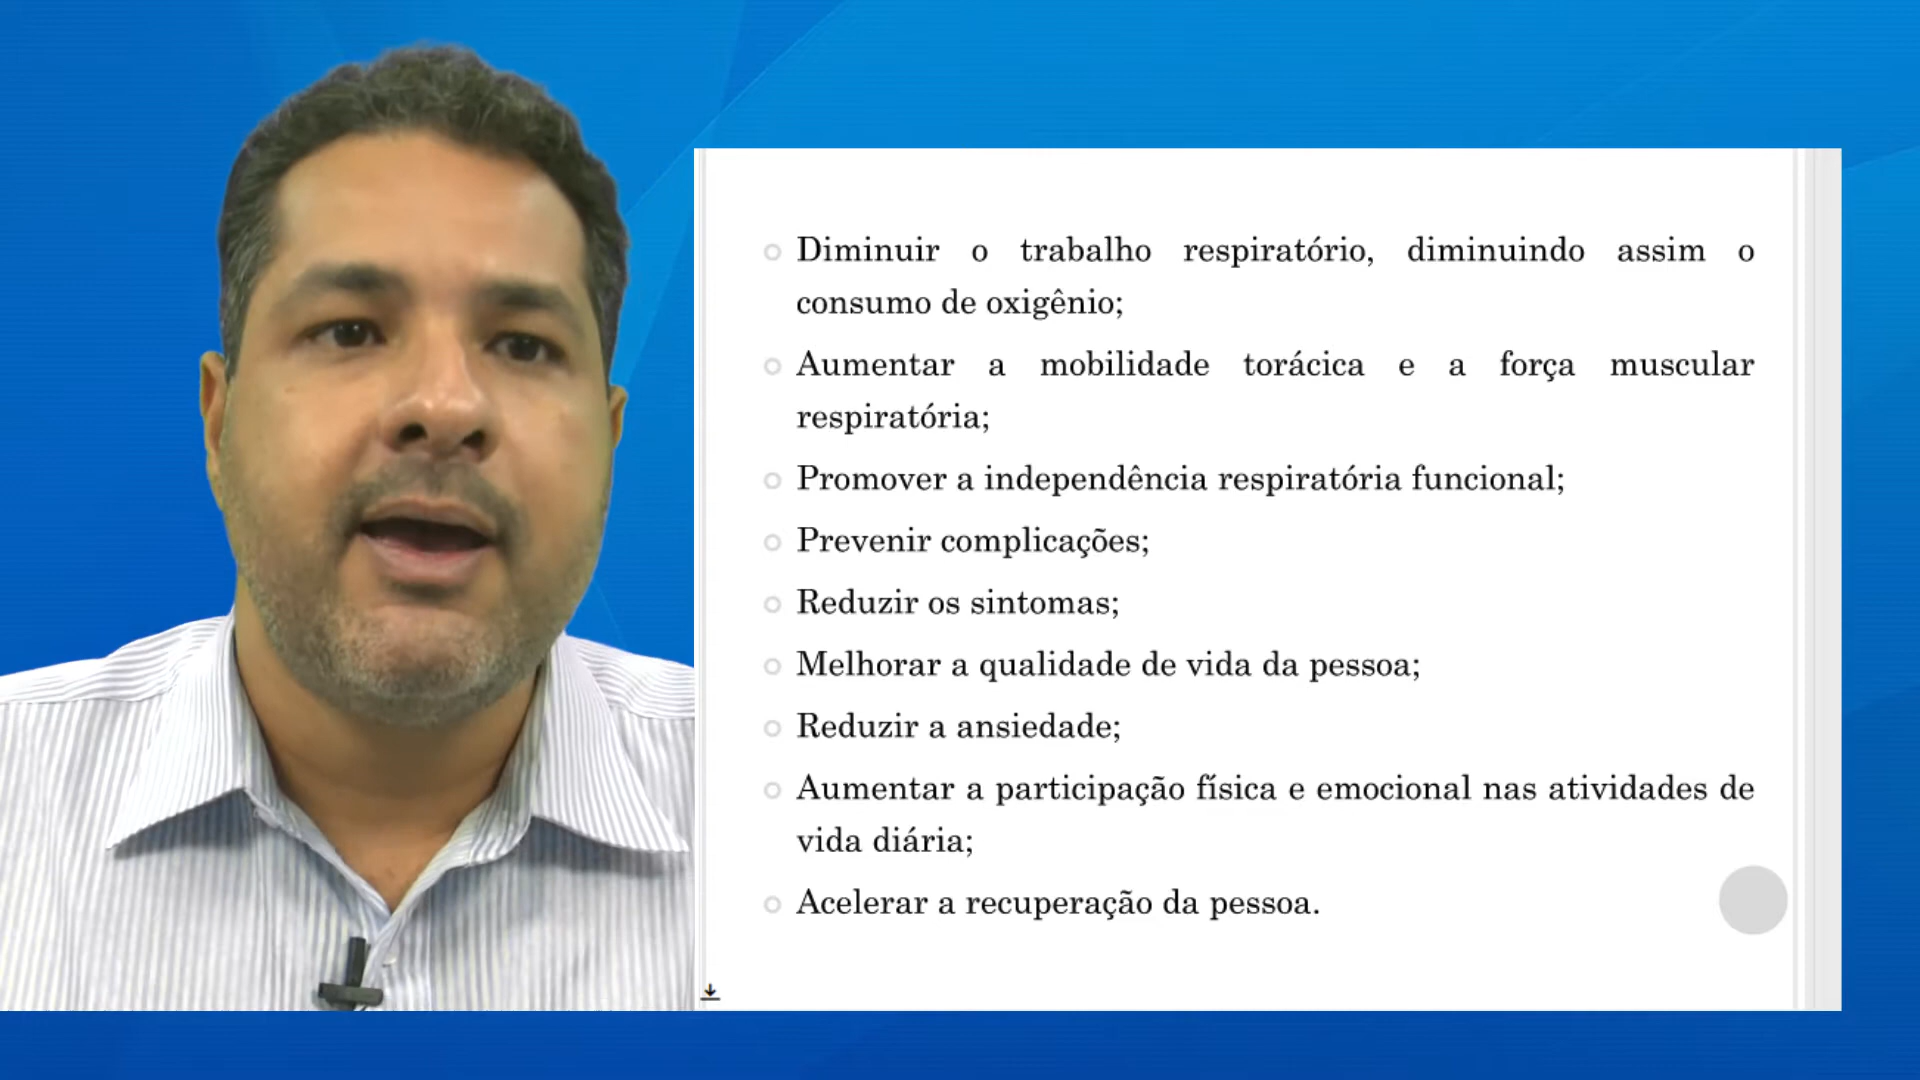 Diminuir o trabalho respiratório, diminuindo assim o
consumo de oxigênio;
Aumentar a mobilidade torácica e a força muscular
respiratória;
Promover a independência respiratória funcional;
Prevenir complicações;
Reduzir os sintomas;
Melhorar a qualidade de vida da pessoa;
Reduzir a ansiedade;
Aumentar a participação física e emocional nas atividades de
vida diária;
Acelerar a recuperação da pessoa.